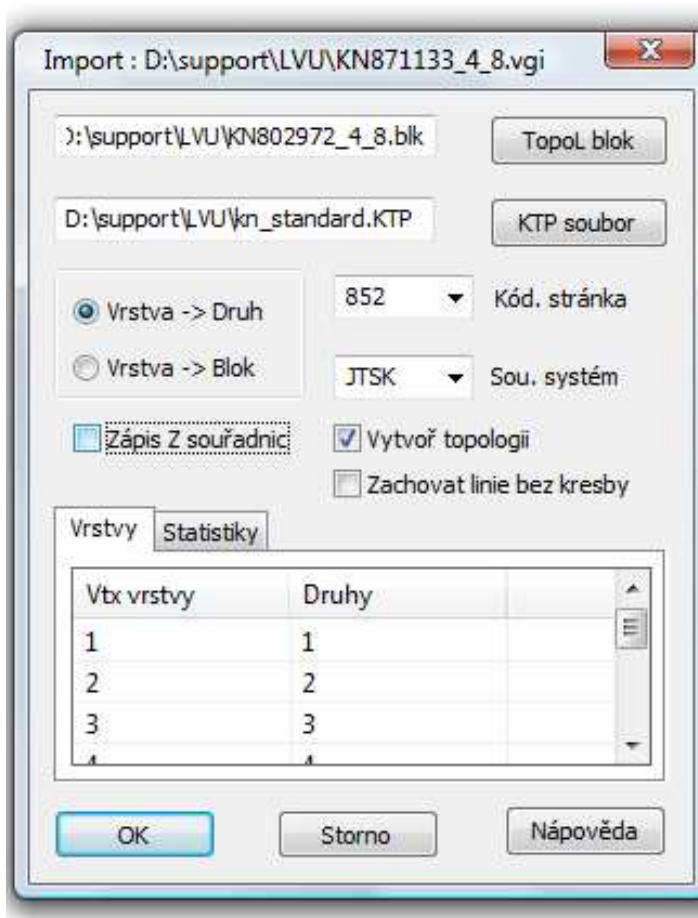 Import : D:\support\LVU\KN871133_4_8.vgi
D:\support\LVU\KN802972_4_8.blk TopoL blok
D:\support\LVU\kn_standard.KTP KTP soubor
Vrstva -> Druh 852 Kód. stránka
Vrstva -> Blok JTSK Sou. systém
Zápis Z souřadnic Vytvoř topologii
Zachovat linie bez kresby
Vrstvy Statistiky
Vtx vrstvy Druhy
1 1
2 2
3 3
4 4
OK Storno Nápověda